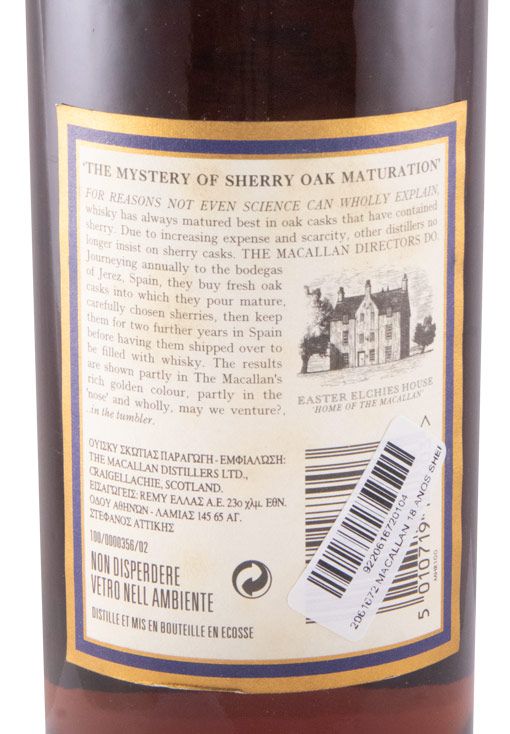 'THE MYSTERY OF SHERRY OAK MATURATION'
FOR REASONS NOT EVEN SCIENCE CAN WHOLLY EXPLAIN,
whisky has always matured best in oak casks that have contained
sherry. Due to increasing expense and scarcity, other distillers no
longer insist on sherry casks. THE MACALLAN DIRECTORS DO.
Journeying annually to the bodegas
of Jerez, Spain, they buy fresh oak
casks into which they pour mature,
carefully chosen sherries, then keep
them for two further years in Spain
before having them shipped over to
be filled with whisky. The results
are shown partly in The Macallan's
rich golden colour, partly in the
'nose' and wholly, may we venture?,
...in the tumbler.
EASTER ELCHIES HOUSE
'HOME OF THE MACALLAN'
ΟΥΙΣΚΥ ΣΚΩΤΙΑΣ ΠΑΡΑΓΩΓΗ - ΕΜΦΙΑΛΩΣΗ:
THE MACALLAN DISTILLERS LTD.,
CRAIGELLACHIE, SCOTLAND.
ΕΙΣΑΓΩΓΕΙΣ: REMY ΕΛΛΑΣ Α.Ε. 23ο χλμ. ΕΘΝ.
ΟΔΟΥ ΑΘΗΝΩΝ - ΛΑΜΙΑΣ 145 65 ΑΓ.
ΣΤΕΦΑΝΟΣ ΑΤΤΙΚΗΣ
100/0000356/02
NON DISPERDERE
VETRO NELL AMBIENTE
DISTILLE ET MIS EN BOUTEILLE EN ECOSSE
9220616720104
2061672 MACALLAN 18 ANOS SHER
5 010719